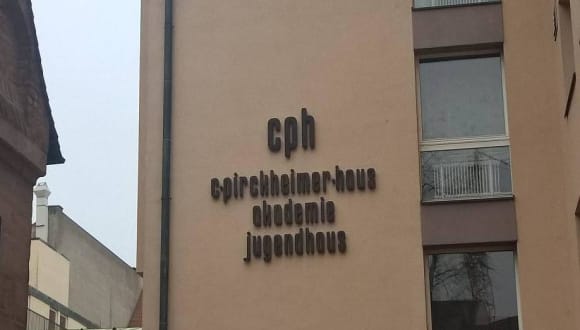 cph
c·pirckheimer·haus
akademie
jugendhaus